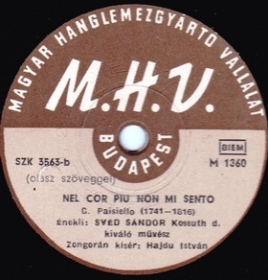 MAGYAR HANGLEMEZGYÁRTÓ VÁLLALAT
M.H.V.
BUDAPEST
SZK 3563-b
BIEM
M 1360
(olasz szöveggel)
NEL COR PIU NON MI SENTO
G. Paisiello (1741—1816)
Énekli: SVÉD SÁNDOR Kossuth d.
kiváló művész
Zongorán kisér: Hajdu István